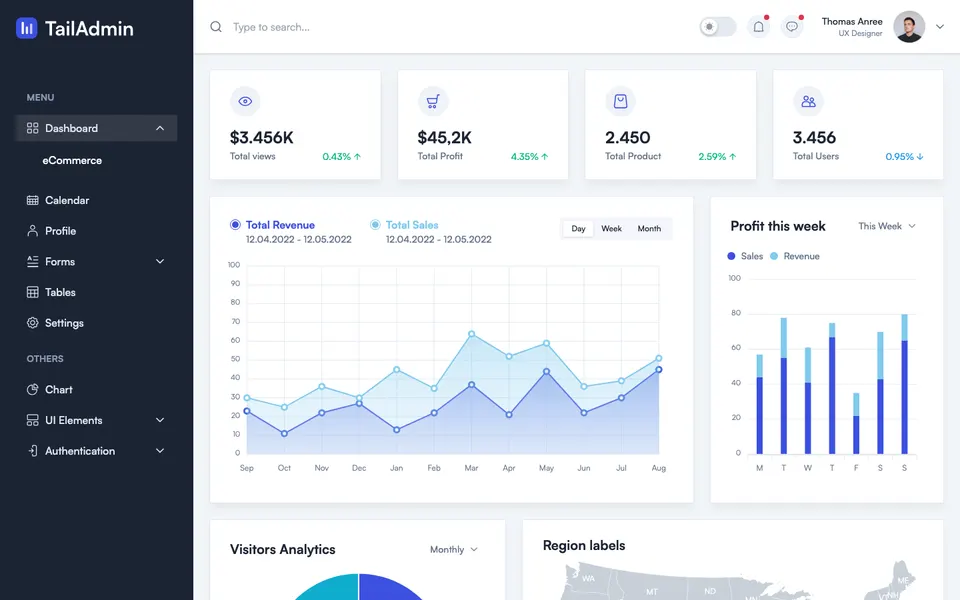 TailAdmin
Type to search...
Thomas Anree
UX Designer
MENU
Dashboard
eCommerce
Calendar
Profile
Forms
Tables
Settings
OTHERS
Chart
UI Elements
Authentication
$3.456K
Total views
0.43%
$45,2K
Total Profit
4.35%
2.450
Total Product
2.59%
3.456
Total Users
0.95%
Total Revenue
12.04.2022 - 12.05.2022
Total Sales
12.04.2022 - 12.05.2022
Day Week Month
100
90
80
70
60
50
40
30
20
10
0
Sep Oct Nov Dec Jan Feb Mar Apr May Jun Jul Aug
Profit this week
This Week
Sales Revenue
100
80
60
40
20
0
M T W T F S S
Visitors Analytics
Monthly
Region labels
WA
MT
ND
ME